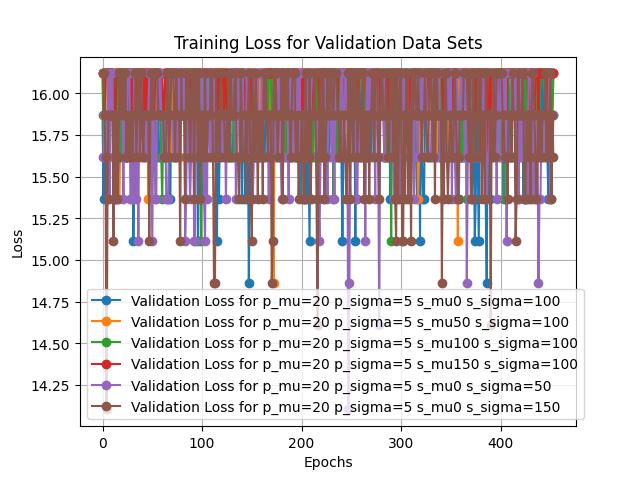 Training Loss for Validation Data Sets
16.00
15.75
15.50
15.25
15.00
14.75
14.50
14.25
Loss
Validation Loss for p_mu=20 p_sigma=5 s_mu0 s_sigma=100
Validation Loss for p_mu=20 p_sigma=5 s_mu50 s_sigma=100
Validation Loss for p_mu=20 p_sigma=5 s_mu100 s_sigma=100
Validation Loss for p_mu=20 p_sigma=5 s_mu150 s_sigma=100
Validation Loss for p_mu=20 p_sigma=5 s_mu0 s_sigma=50
Validation Loss for p_mu=20 p_sigma=5 s_mu0 s_sigma=150
0 100 200 300 400
Epochs